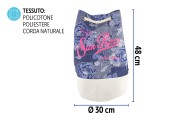 TESSUTO:
POLICOTONE
POLIESTERE
CORDA NATURALE
48 cm
Ø 30 cm